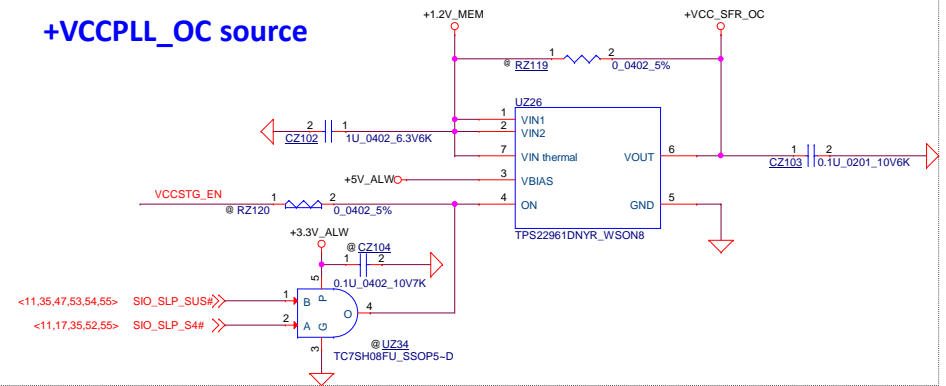 +VCCPLL_OC source
+1.2V_MEM
+VCC_SFR_OC
1 2
@ RZ119 0_0402_5%
UZ26
1 VIN1
2 VIN2
7 VIN thermal VOUT 6
3 VBIAS
4 ON GND 5
TPS22961DNYR_WSON8
2 1
CZ102 1U_0402_6.3V6K
1 2
CZ103 0.1U_0201_10V6K
+5V_ALW
VCCSTG_EN
1 2
@ RZ120 0_0402_5%
+3.3V_ALW
@ CZ104
1 2
0.1U_0402_10V7K
5
<11,35,47,53,54,55> SIO_SLP_SUS# 1 B P
O 4
<11,17,35,52,55> SIO_SLP_S4# 2 A G
3
@ UZ34
TC7SH08FU_SSOP5~D